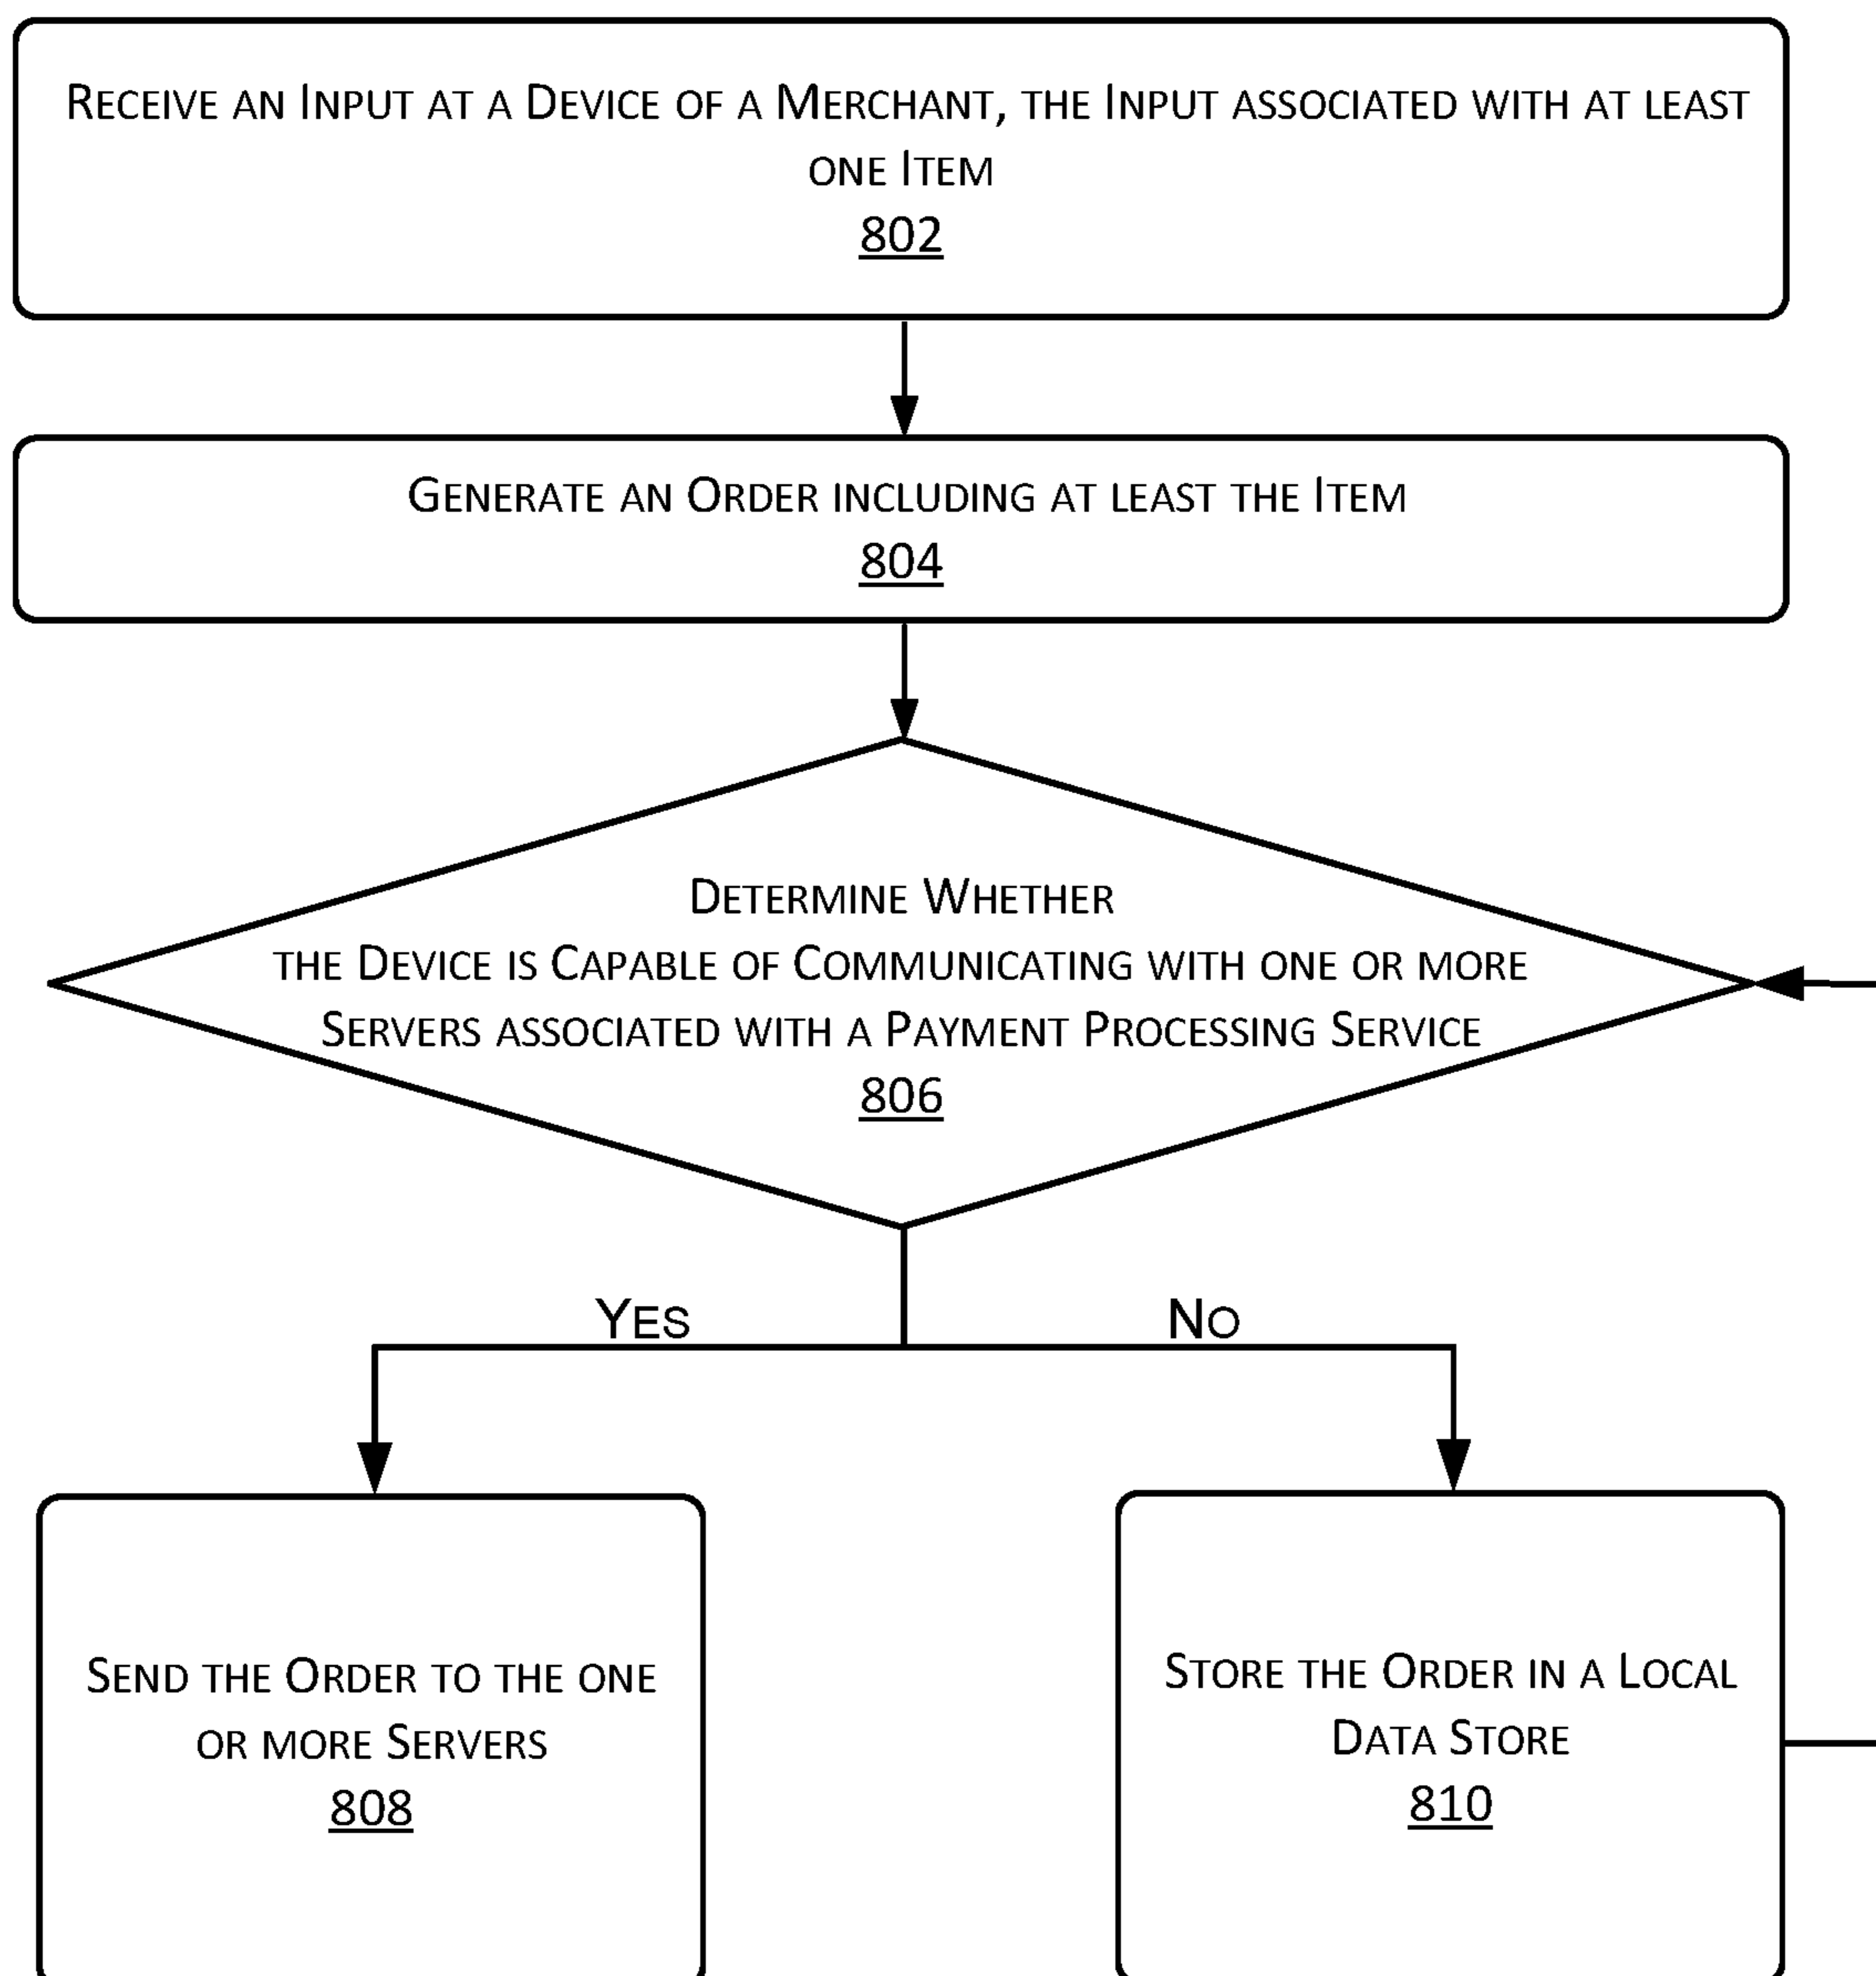 Receive an Input at a Device of a Merchant, the Input associated with at least
one Item
802
Generate an Order including at least the Item
804
Determine Whether
the Device is Capable of Communicating with one or more
Servers associated with a Payment Processing Service
806
Yes
No
Send the Order to the one
or more Servers
808
Store the Order in a Local
Data Store
810